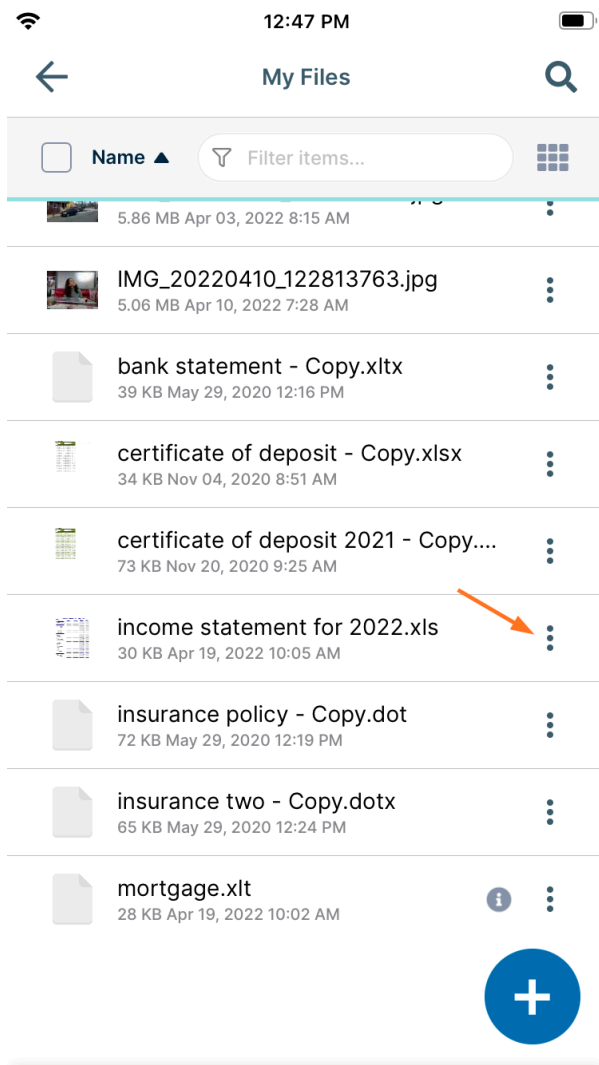 12:47 PM
My Files
Name
Filter items...
5.86 MB Apr 03, 2022 8:15 AM
IMG_20220410_122813763.jpg
5.06 MB Apr 10, 2022 7:28 AM
bank statement - Copy.xltx
39 KB May 29, 2020 12:16 PM
certificate of deposit - Copy.xlsx
34 KB Nov 04, 2020 8:51 AM
certificate of deposit 2021 - Copy....
73 KB Nov 20, 2020 9:25 AM
income statement for 2022.xls
30 KB Apr 19, 2022 10:05 AM
insurance policy - Copy.dot
72 KB May 29, 2020 12:19 PM
insurance two - Copy.dotx
65 KB May 29, 2020 12:24 PM
mortgage.xlt
28 KB Apr 19, 2022 10:02 AM